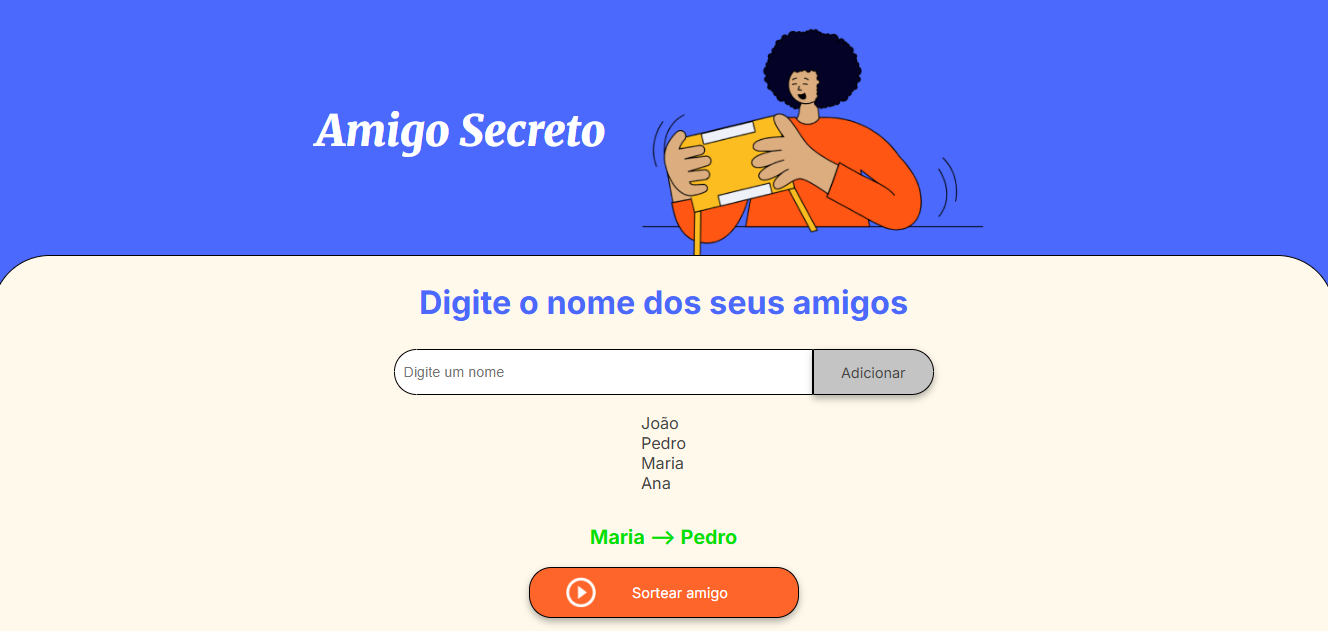 Amigo Secreto
Digite o nome dos seus amigos
Digite um nome
Adicionar
João
Pedro
Maria
Ana
Maria --> Pedro
Sortear amigo